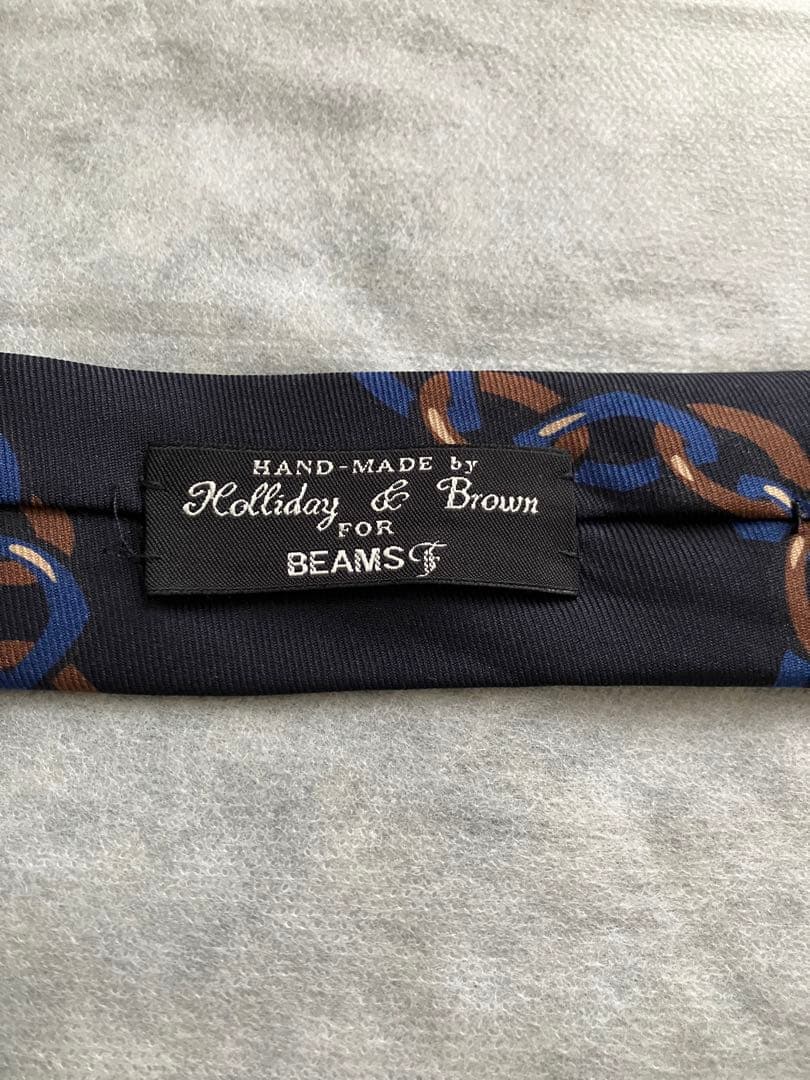 HAND-MADE by
Holliday & Brown
FOR
BEAMS F